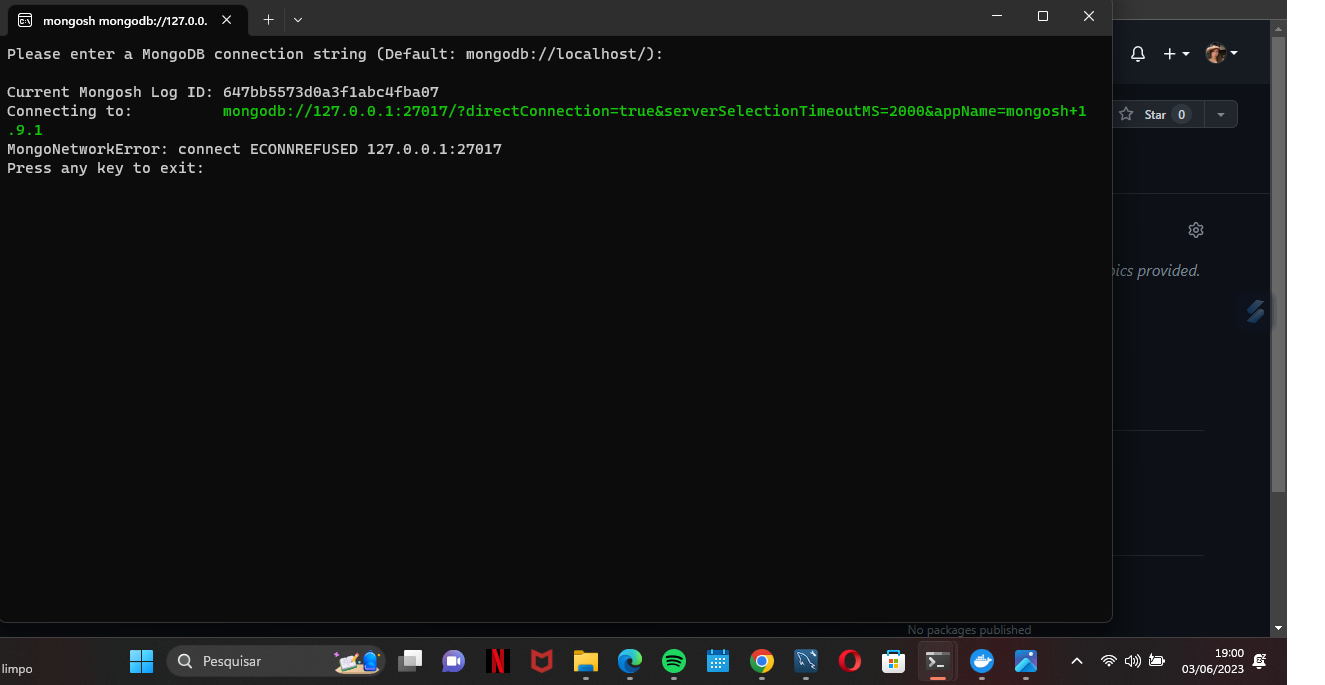 mongosh mongodb://127.0.0.
Please enter a MongoDB connection string (Default: mongodb://localhost/):
Current Mongosh Log ID: 647bb5573d0a3f1abc4fba07
Connecting to: mongodb://127.0.0.1:27017/?directConnection=true&serverSelectionTimeoutMS=2000&appName=mongosh+1
.9.1
MongoNetworkError: connect ECONNREFUSED 127.0.0.1:27017
Press any key to exit:
Star 0
pics provided.
No packages published
limpo
Pesquisar
19:00
03/06/2023